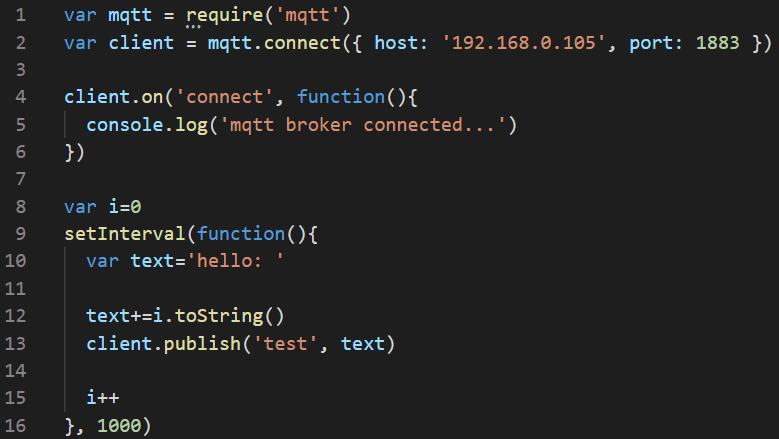 1 var mqtt = require('mqtt')
2 var client = mqtt.connect({ host: '192.168.0.105', port: 1883 })
3
4 client.on('connect', function(){
5   console.log('mqtt broker connected...')
6 })
7
8 var i=0
9 setInterval(function(){
10   var text='hello: '
11
12   text+=i.toString()
13   client.publish('test', text)
14
15   i++
16 }, 1000)